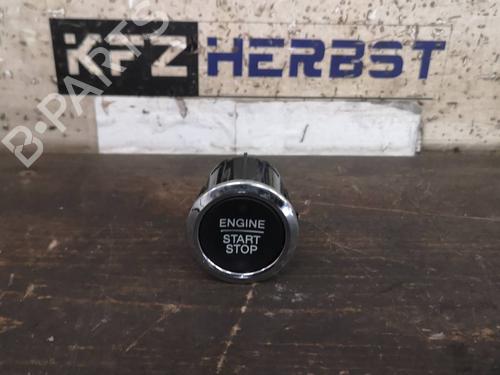 KFZ HERBST
B-PARTS
ENGINE
START
STOP